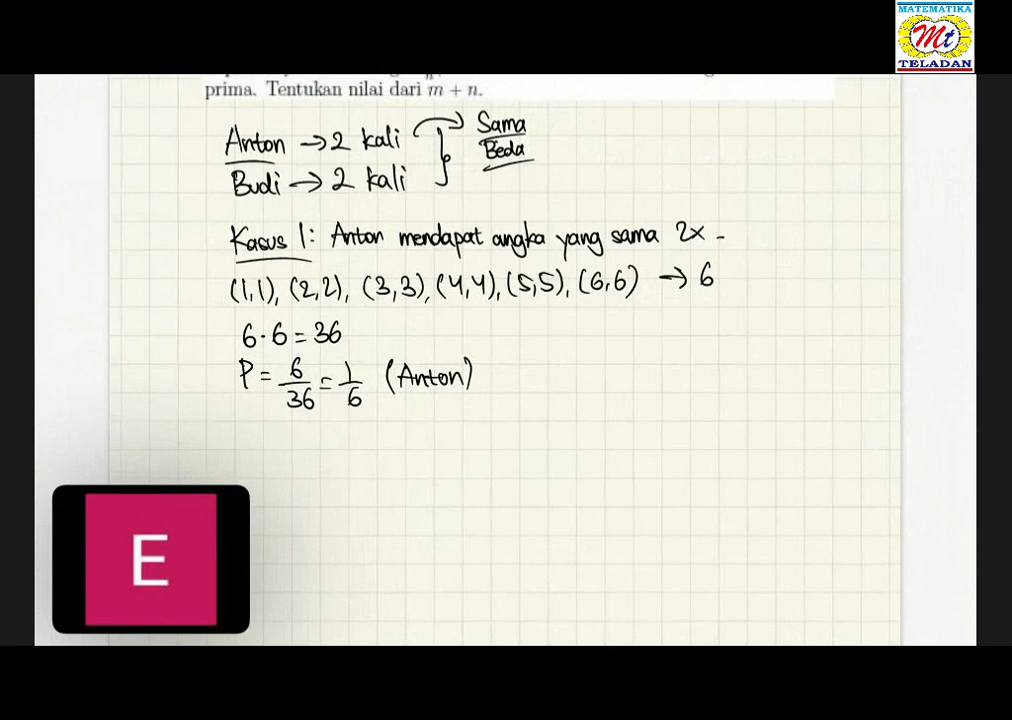 MATEMATIKA
Mt
TELADAN
prima. Tentukan nilai dari m + n.
Anton → 2 kali
Sama
Beda
Budi → 2 kali
Kasus 1: Anton mendapat angka yang sama 2x -
(1,1), (2,2), (3,3), (4,4), (5,5), (6,6) → 6
6·6 = 36
P = 6/36 = 1/6 (Anton)
E